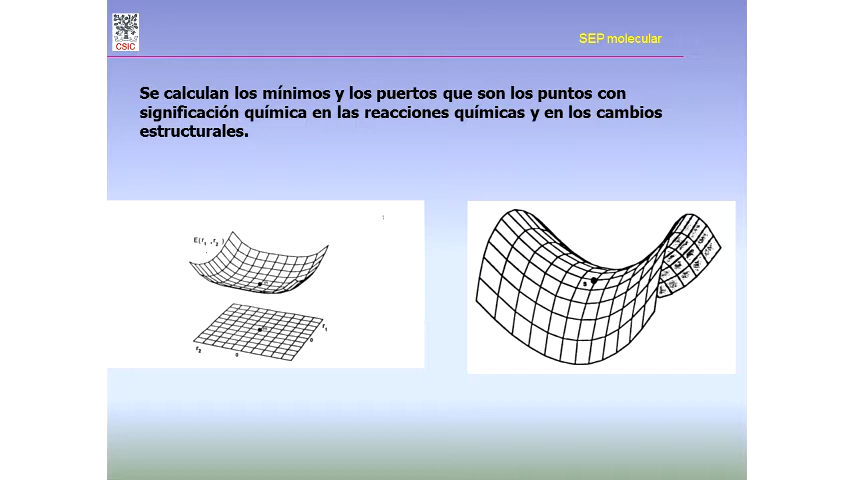 CSIC
SEP molecular
Se calculan los mínimos y los puertos que son los puntos con
significación química en las reacciones químicas y en los cambios
estructurales.
E(r1 ,r2 )
r1
0
r2
0
s